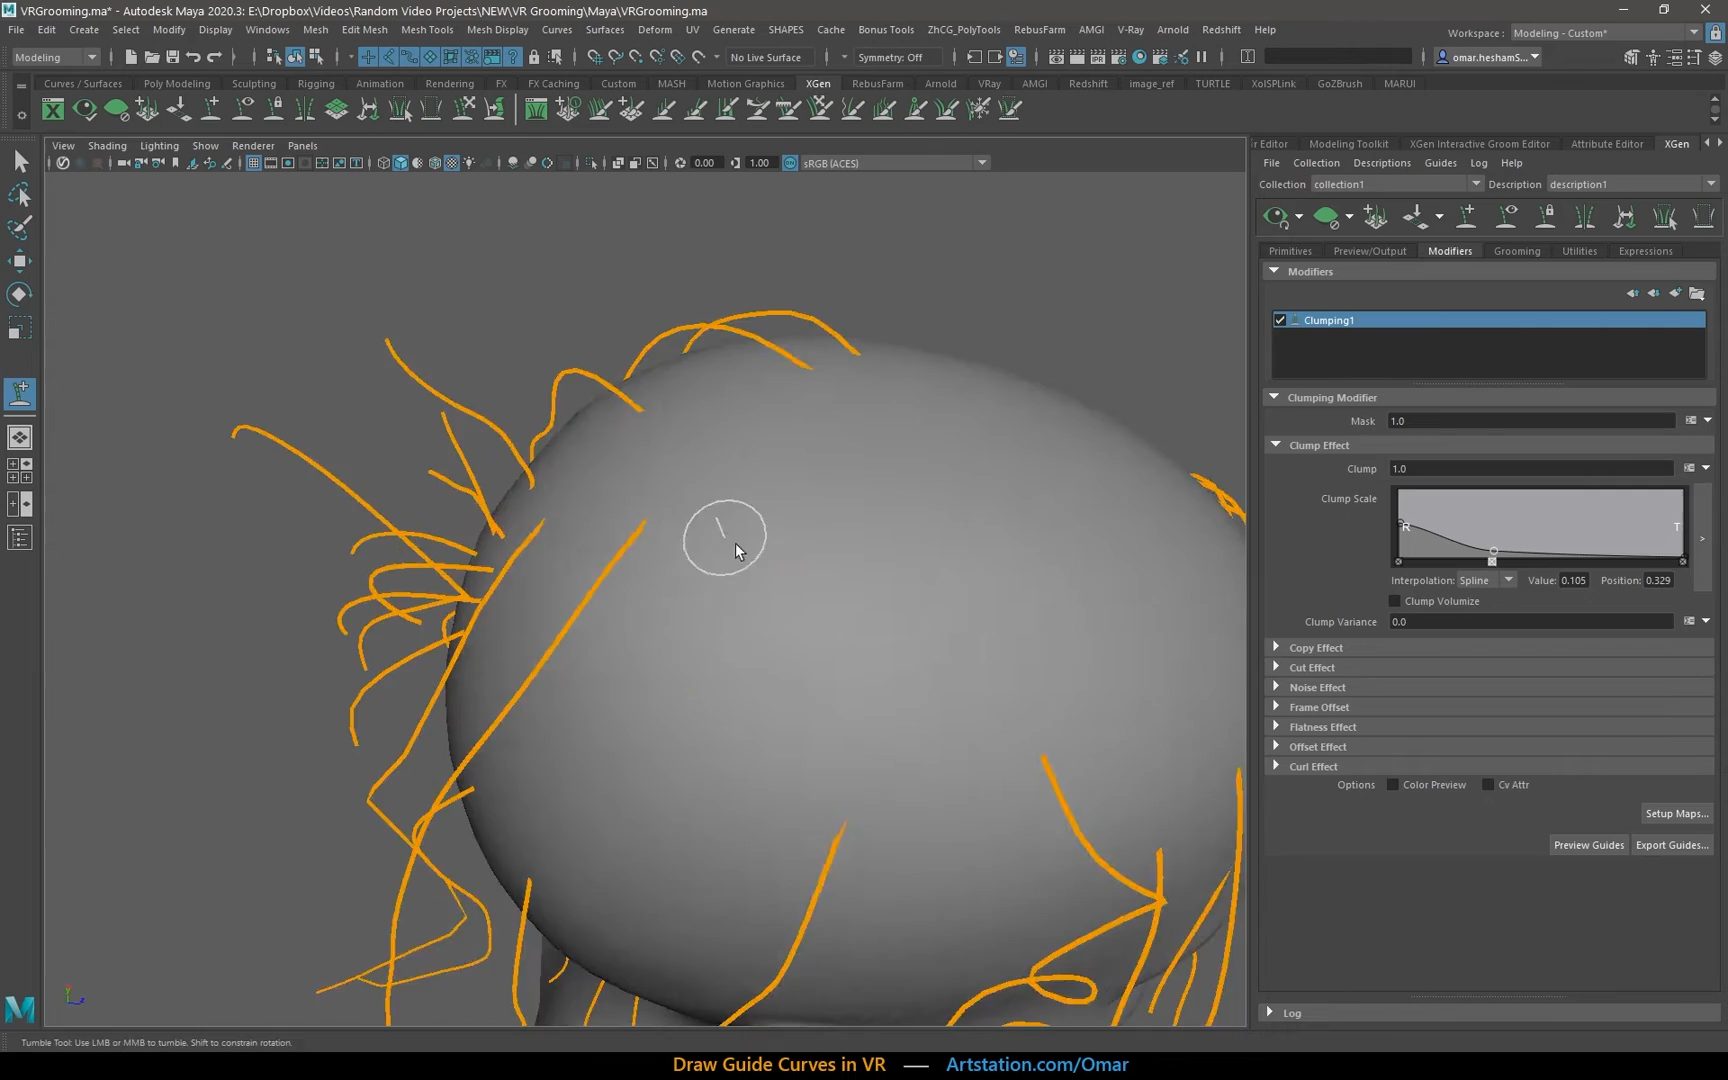 VRGrooming.ma* - Autodesk Maya 2020.3: E:\Dropbox\Videos\Random Video Projects\NEW\VR Grooming\Maya\VRGrooming.ma
File Edit Create Select Modify Display Windows Mesh Edit Mesh Mesh Tools Mesh Display Curves Surfaces Deform UV Generate SHAPES Cache Bonus Tools ZhCG_PolyTools RebusFarm AMGI V-Ray Arnold Redshift Help
Workspace: Modeling - Custom*
Modeling No Live Surface Symmetry: Off omar.heshamS...
Curves / Surfaces Poly Modeling Sculpting Rigging Animation Rendering FX FX Caching Custom MASH Motion Graphics XGen RebusFarm Arnold VRay AMGI Redshift image_ref TURTLE XolSPLink GoZBrush MARUI
View Shading Lighting Show Renderer Panels
0.00 1.00 ON sRGB (ACES)
ir Editor Modeling Toolkit XGen Interactive Groom Editor Attribute Editor XGen
File Collection Descriptions Guides Log Help
Collection collection1 Description description1
Primitives Preview/Output Modifiers Grooming Utilities Expressions
Modifiers
Clumping1
Clumping Modifier
Mask 1.0
Clump Effect
Clump 1.0
Clump Scale
R T
>
Interpolation: Spline Value: 0.105 Position: 0.329
Clump Volumize
Clump Variance 0.0
Copy Effect
Cut Effect
Noise Effect
Frame Offset
Flatness Effect
Offset Effect
Curl Effect
Options Color Preview Cv Attr
Setup Maps...
Preview Guides Export Guides...
Log
Tumble Tool: Use LMB or MMB to tumble. Shift to constrain rotation.
Draw Guide Curves in VR — Artstation.com/Omar